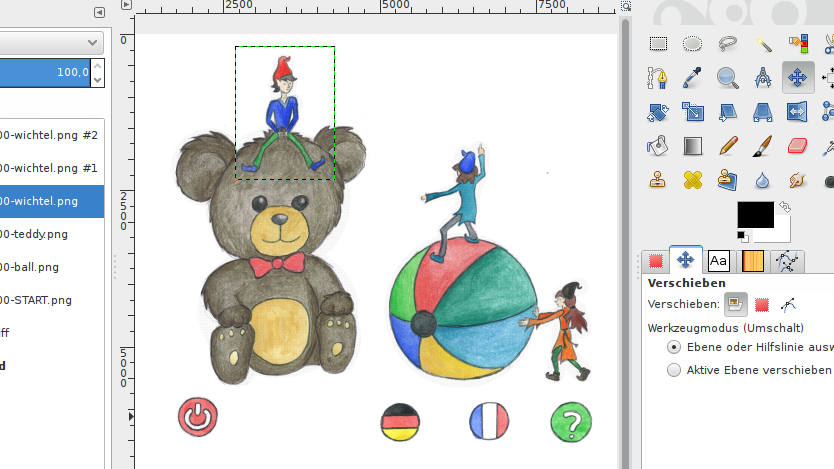 2500
5000
7500
0
2500
5000
100,0
00-wichtel.png #2
00-wichtel.png #1
00-wichtel.png
00-teddy.png
00-ball.png
00-START.png
ff
d
?
Aa
Verschieben
Verschieben:
Werkzeugmodus (Umschalt)
Ebene oder Hilfslinie ausw
Aktive Ebene verschieben